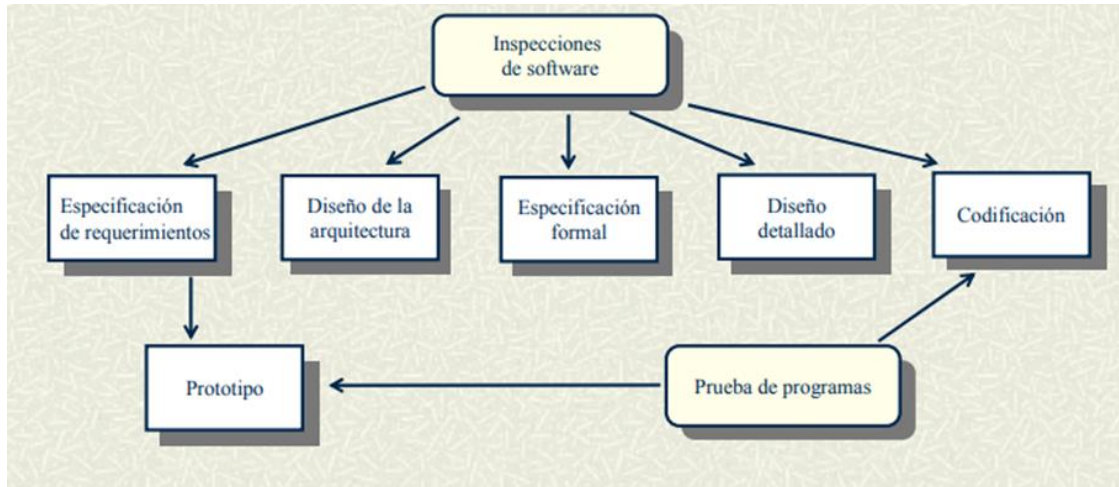 Inspecciones
de software
Especificación
de requerimientos
Diseño de la
arquitectura
Especificación
formal
Diseño
detallado
Codificación
Prototipo
Prueba de programas